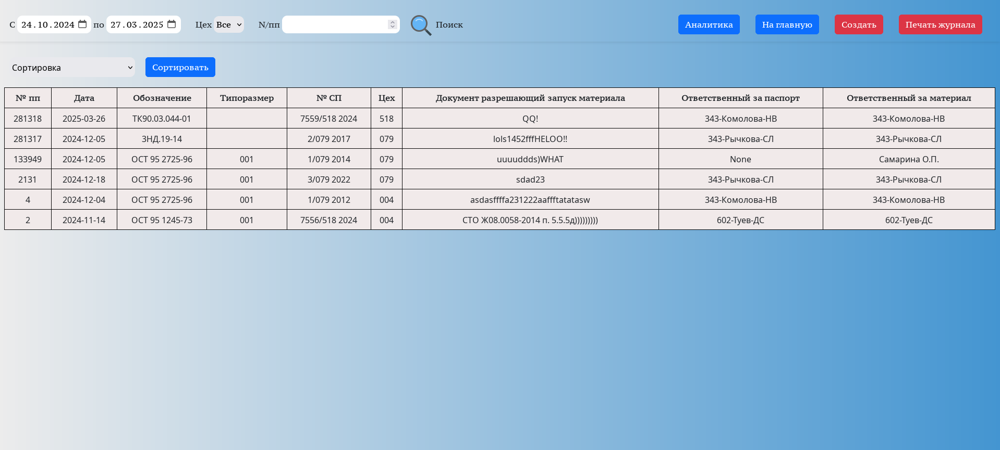 С 24.10.2024 по 27.03.2025 Цех Все N/пп Поиск Аналитика На главную Создать Печать журнала
Сортировка Сортировать
№ пп Дата Обозначение Типоразмер № СП Цех Документ разрешающий запуск материала Ответственный за паспорт Ответственный за материал
281318 2025-03-26 ТК90.03.044-01 7559/518 2024 518 QQ! 343-Комолова-НВ 343-Комолова-НВ
281317 2024-12-05 ЗНД.19-14 2/079 2017 079 lols1452fffHELOO!! 343-Рычкова-СЛ 343-Рычкова-СЛ
133949 2024-12-05 ОСТ 95 2725-96 001 1/079 2014 079 uuuuddds)WHAT None Самарина О.П.
2131 2024-12-18 ОСТ 95 2725-96 001 3/079 2022 079 sdad23 343-Рычкова-СЛ 343-Рычкова-СЛ
4 2024-12-04 ОСТ 95 2725-96 001 1/079 2012 004 asdasffffa231222aaffftatatasw 343-Комолова-НВ 343-Комолова-НВ
2 2024-11-14 ОСТ 95 1245-73 001 7556/518 2024 004 СТО Ж08.0058-2014 п. 5.5.5д))))))))) 602-Туев-ДС 602-Туев-ДС